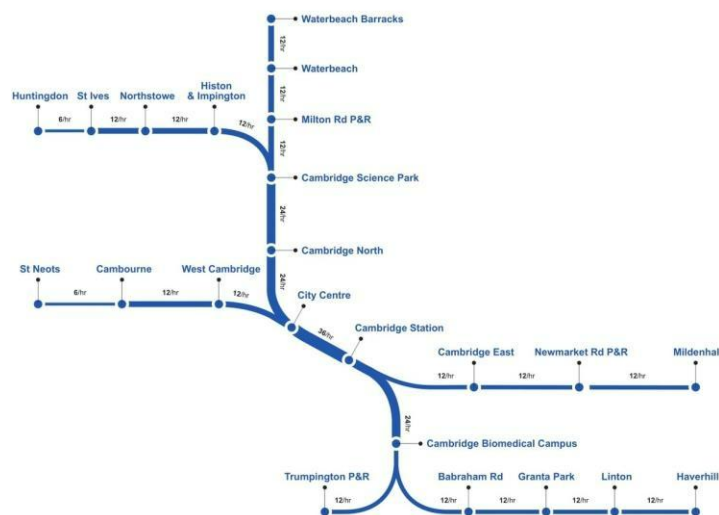 Waterbeach Barracks
12/hr
Waterbeach
12/hr
Huntingdon
St Ives
Northstowe
Histon
& Impington
Milton Rd P&R
6/hr
12/hr
12/hr
12/hr
12/hr
Cambridge Science Park
24/hr
Cambridge North
St Neots
Cambourne
West Cambridge
24/hr
6/hr
12/hr
12/hr
City Centre
36/hr
Cambridge Station
Cambridge East
Newmarket Rd P&R
Mildenhal
12/hr
12/hr
12/hr
24/hr
Cambridge Biomedical Campus
Trumpington P&R
Babraham Rd
Granta Park
Linton
Haverhill
12/hr
12/hr
12/hr
12/hr
12/hr